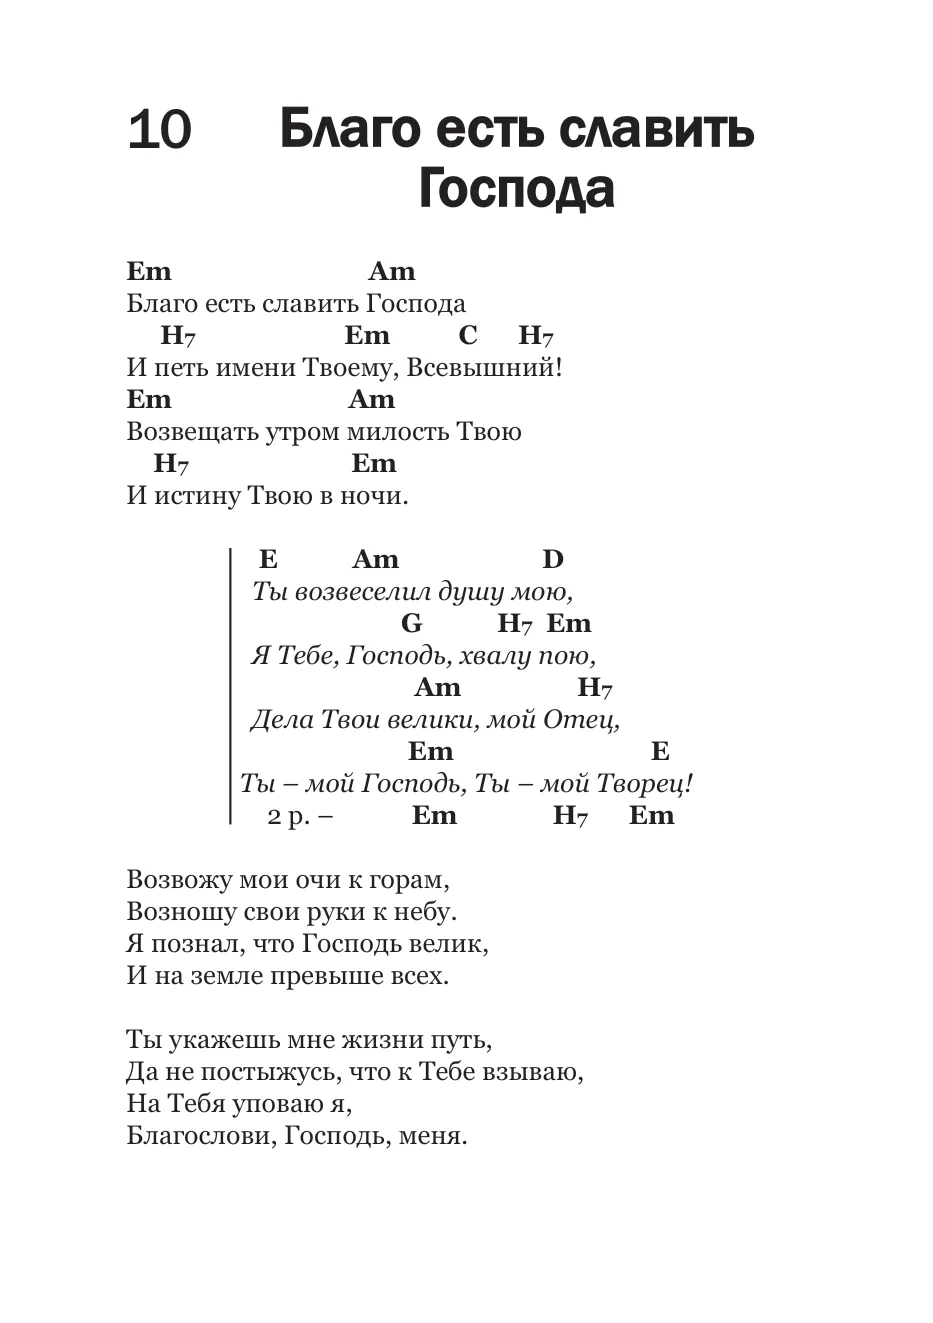 10 Благо есть славить
Господа
Em Am
Благо есть славить Господа
H7 Em C H7
И петь имени Твоему, Всевышний!
Em Am
Возвещать утром милость Твою
H7 Em
И истину Твою в ночи.
E Am D
Ты возвеселил душу мою,
G H7 Em
Я Тебе, Господь, хвалу пою,
Am H7
Дела Твои велики, мой Отец,
Em E
Ты – мой Господь, Ты – мой Творец!
2 р. – Em H7 Em
Возвожу мои очи к горам,
Возношу свои руки к небу.
Я познал, что Господь велик,
И на земле превыше всех.
Ты укажешь мне жизни путь,
Да не постыжусь, что к Тебе взываю,
На Тебя уповаю я,
Благослови, Господь, меня.